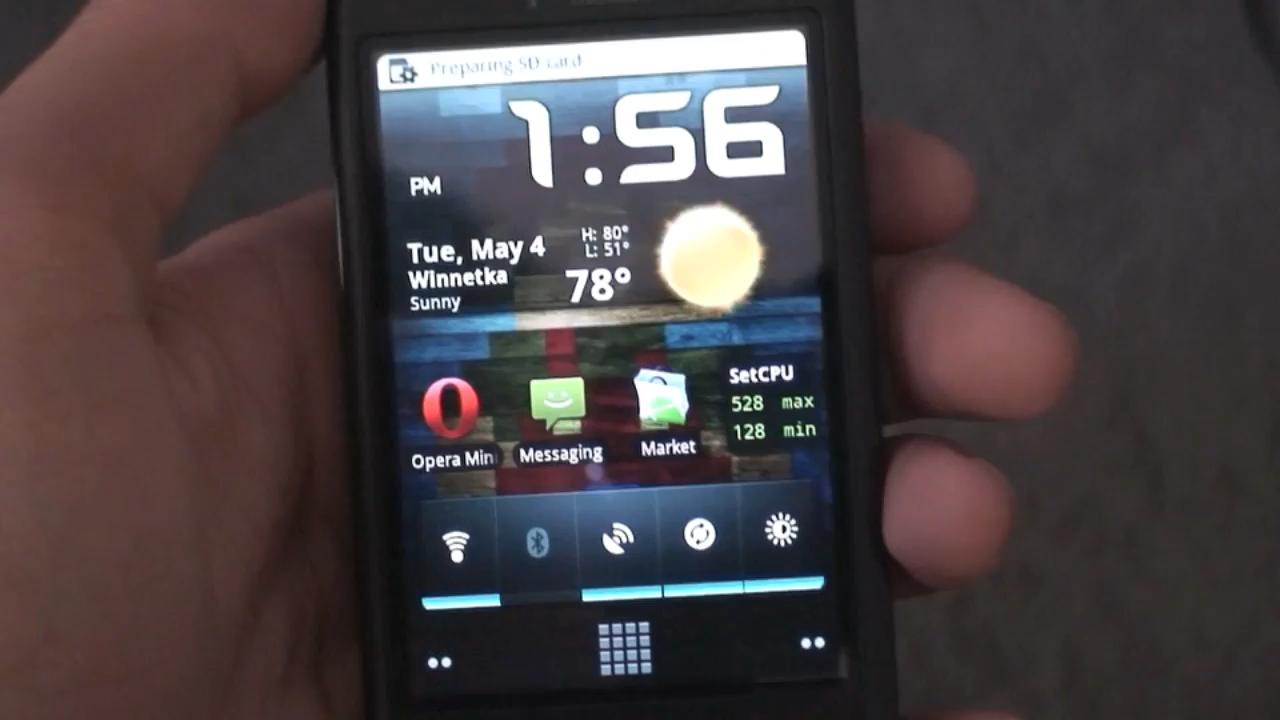 Preparing SD card
1:56
PM
Tue, May 4
Winnetka
Sunny
H: 80°
L: 51°
78°
SetCPU
528 max
128 min
Opera Min
Messaging
Market